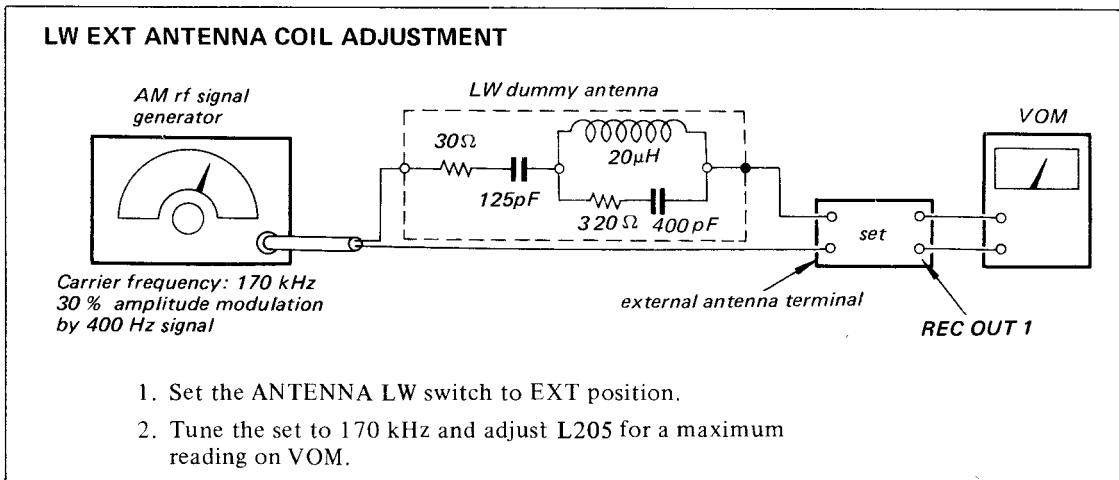 LW EXT ANTENNA COIL ADJUSTMENT
AM rf signal
generator
LW dummy antenna
VOM
30Ω
125pF
20μH
320Ω
400pF
set
Carrier frequency: 170 kHz
30 % amplitude modulation
by 400 Hz signal
external antenna terminal
REC OUT 1
1. Set the ANTENNA LW switch to EXT position.
2. Tune the set to 170 kHz and adjust L205 for a maximum
reading on VOM.